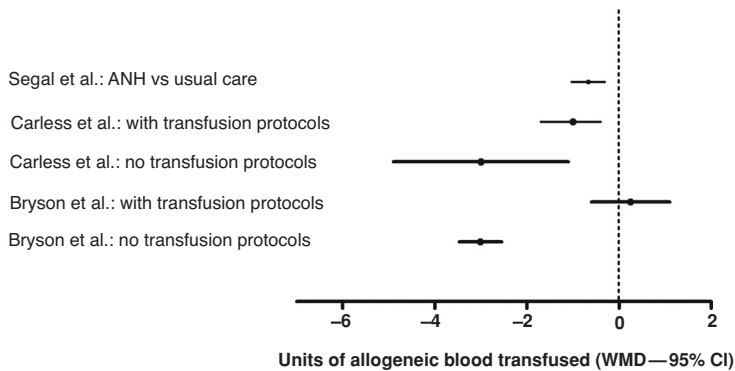 Segal et al.: ANH vs usual care
Carless et al.: with transfusion protocols
Carless et al.: no transfusion protocols
Bryson et al.: with transfusion protocols
Bryson et al.: no transfusion protocols
–6 –4 –2 0 2
Units of allogeneic blood transfused (WMD—95% CI)